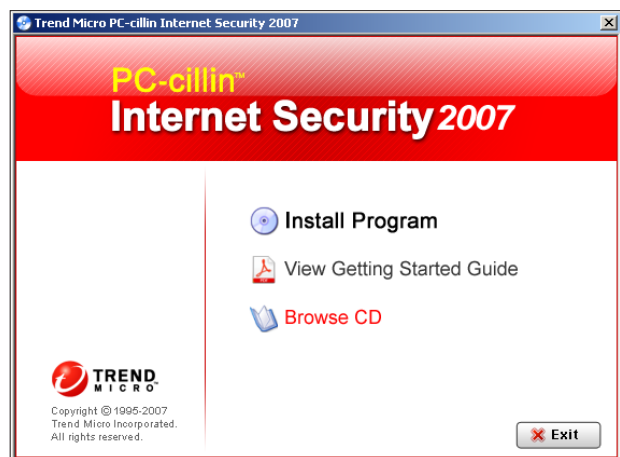 Trend Micro PC-cillin Internet Security 2007
PC-cillin™
Internet Security 2007
Install Program
View Getting Started Guide
Browse CD
TREND
MICRO™
Copyright © 1995-2007
Trend Micro Incorporated.
All rights reserved.
Exit